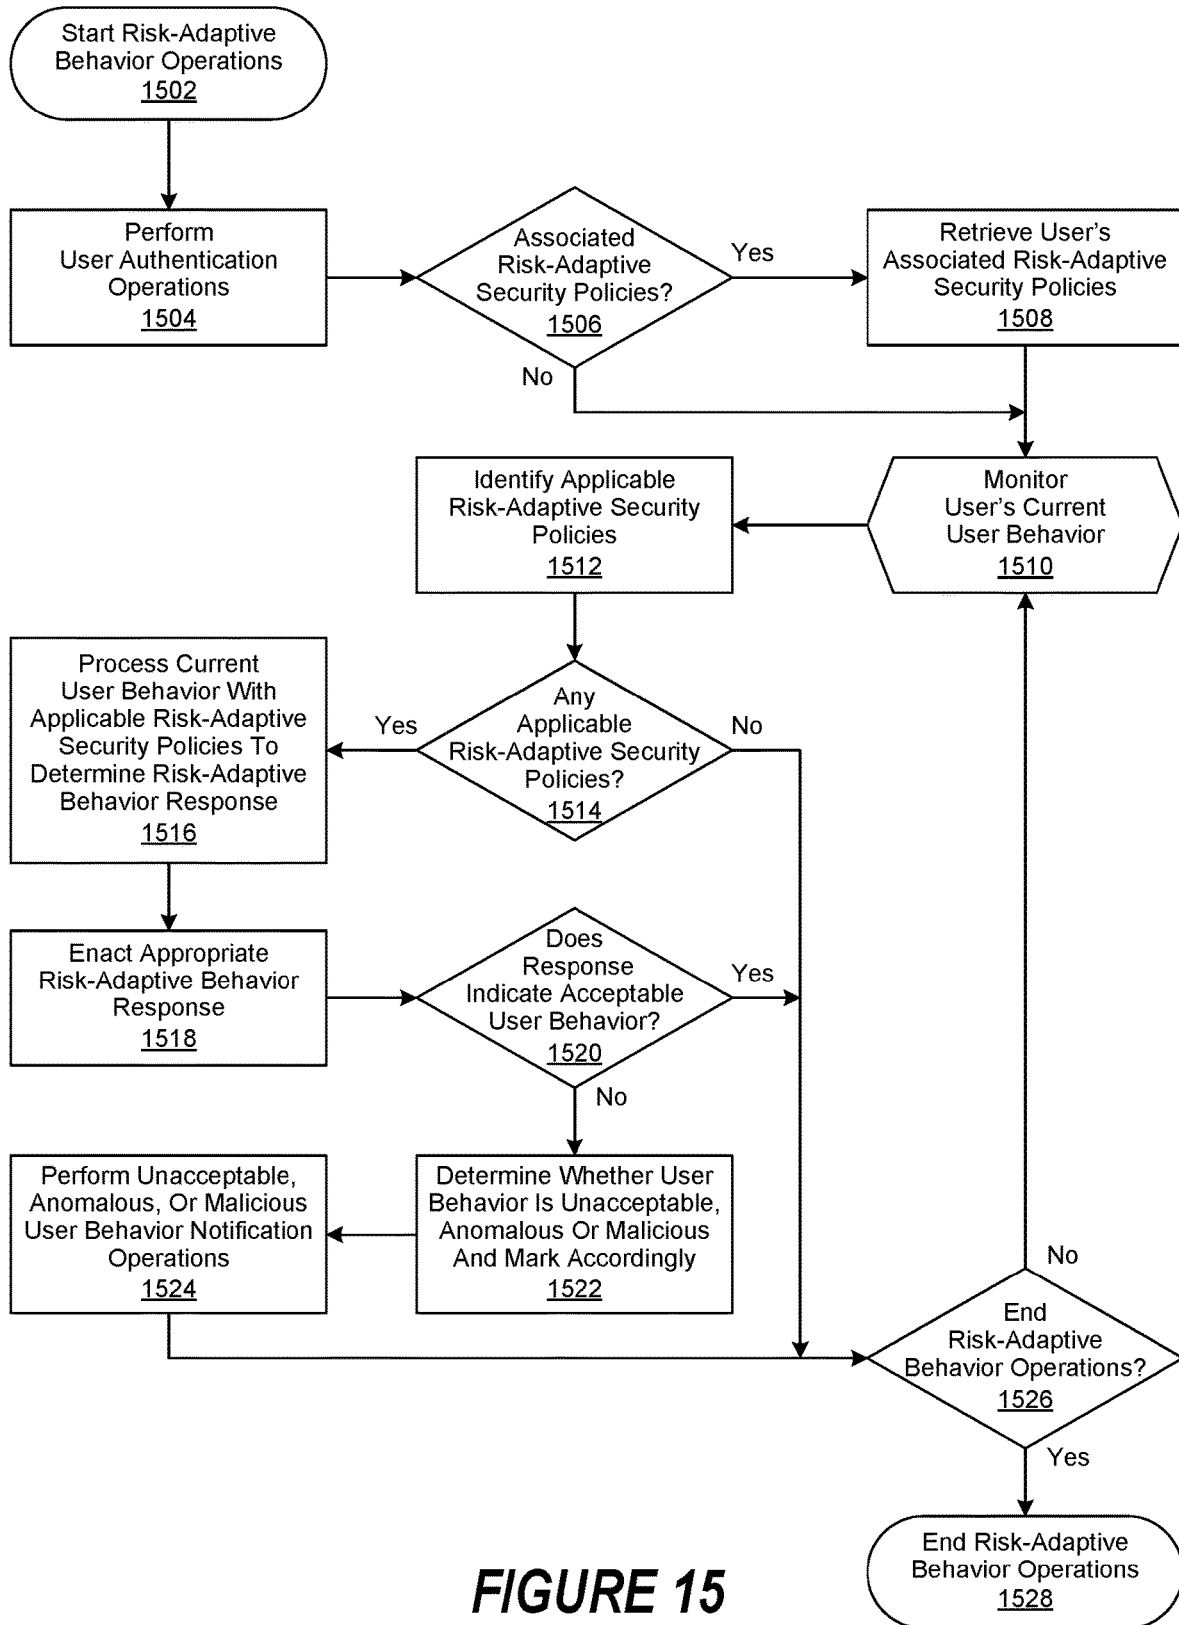 Start Risk-Adaptive
Behavior Operations
1502
Perform
User Authentication
Operations
1504
Associated
Risk-Adaptive
Security Policies?
1506
Yes
No
Retrieve User's
Associated Risk-Adaptive
Security Policies
1508
Monitor
User's Current
User Behavior
1510
Identify Applicable
Risk-Adaptive Security
Policies
1512
Any
Applicable
Risk-Adaptive Security
Policies?
1514
Yes
No
Process Current
User Behavior With
Applicable Risk-Adaptive
Security Policies To
Determine Risk-Adaptive
Behavior Response
1516
Enact Appropriate
Risk-Adaptive Behavior
Response
1518
Does
Response
Indicate Acceptable
User Behavior?
1520
Yes
No
Determine Whether User
Behavior Is Unacceptable,
Anomalous Or Malicious
And Mark Accordingly
1522
Perform Unacceptable,
Anomalous, Or Malicious
User Behavior Notification
Operations
1524
No
End
Risk-Adaptive
Behavior Operations?
1526
Yes
End Risk-Adaptive
Behavior Operations
1528
FIGURE 15